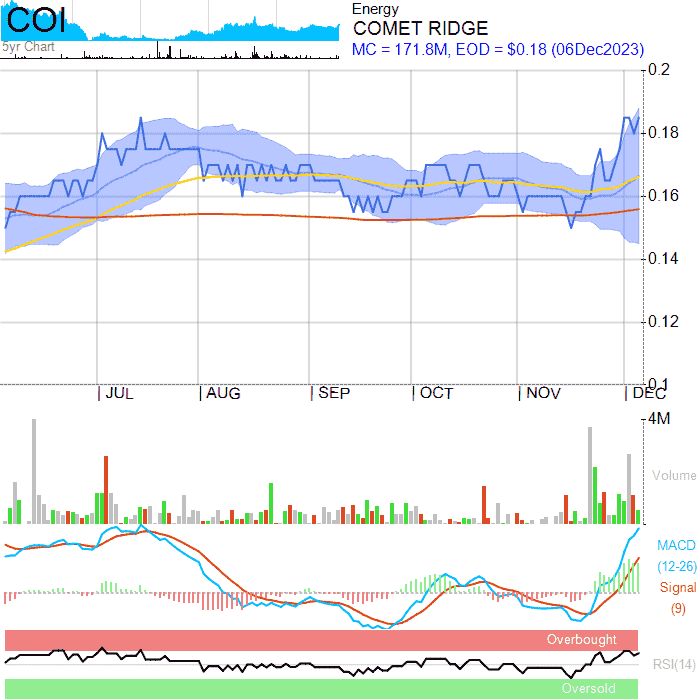 COI
5yr Chart
Energy
COMET RIDGE
MC = 171.8M, EOD = $0.18 (06Dec2023)
0.2
0.18
0.16
0.14
0.12
0.1
JUL
AUG
SEP
OCT
NOV
DEC
4M
Volume
MACD
(12-26)
Signal
(9)
Overbought
RSI(14)
Oversold